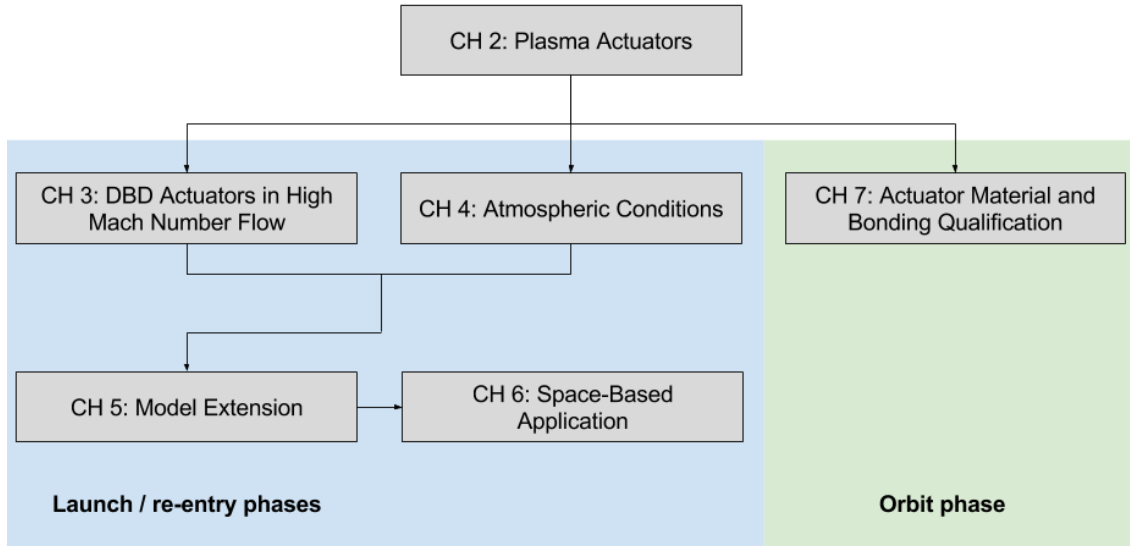 CH 2: Plasma Actuators
CH 3: DBD Actuators in High
Mach Number Flow
CH 4: Atmospheric Conditions
CH 7: Actuator Material and
Bonding Qualification
CH 5: Model Extension
CH 6: Space-Based
Application
Launch / re-entry phases
Orbit phase